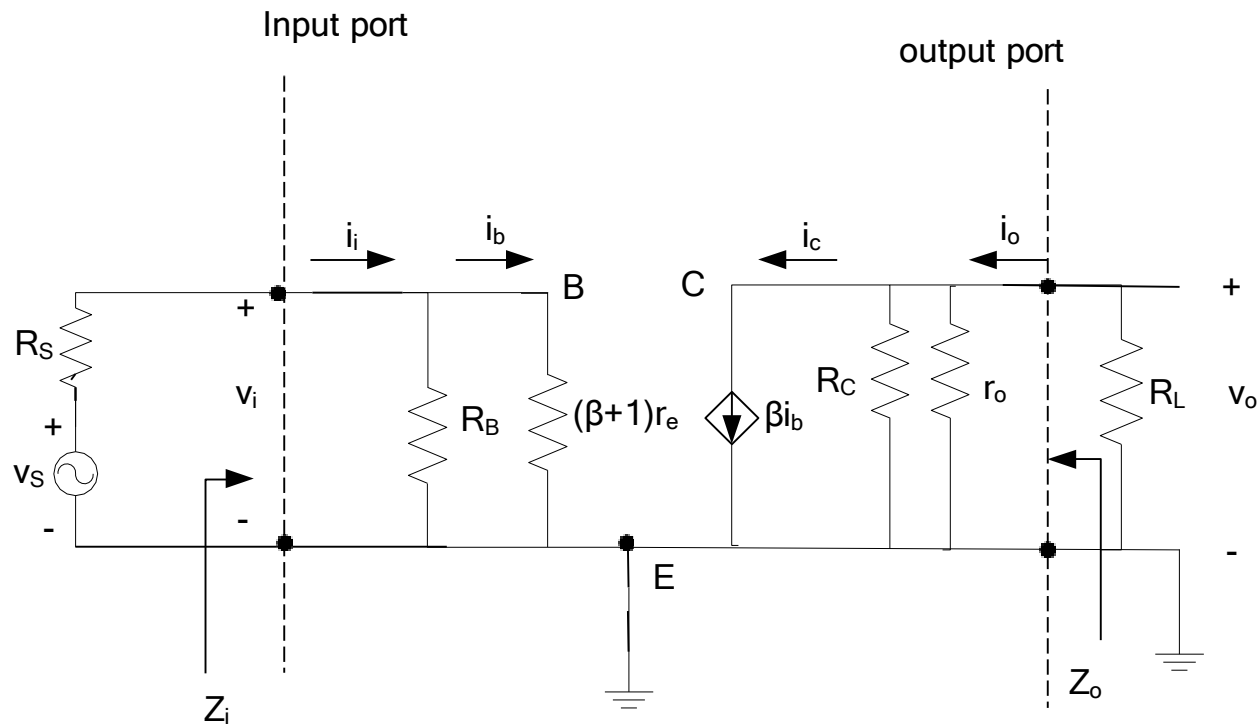 Input port
output port
iᵢ
i_b
i_c
i_o
B
C
+
+
R_S
R_C
r_o
R_L
v_i
v_o
R_B
(β+1)r_e
βi_b
+
v_S
-
-
-
E
Z_i
Z_o